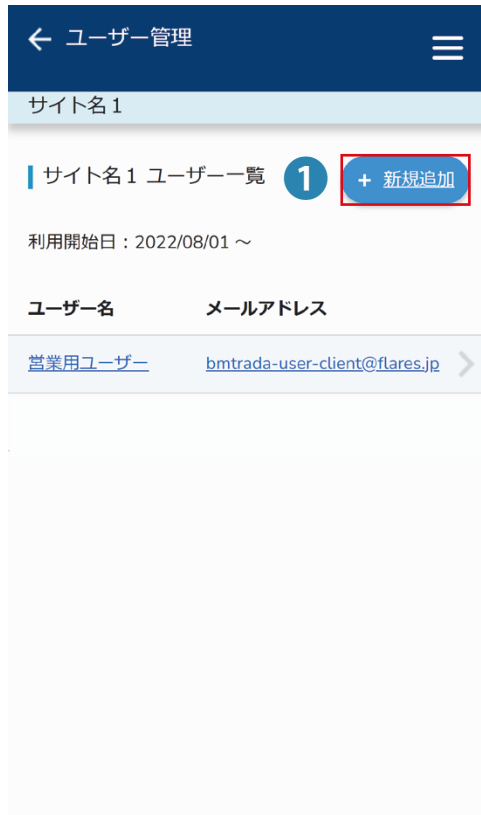 ユーザー管理
サイト名1
サイト名1 ユーザー一覧 1 + 新規追加
利用開始日：2022/08/01～
ユーザー名 メールアドレス
営業用ユーザー bmtrada-user-client@flares.jp